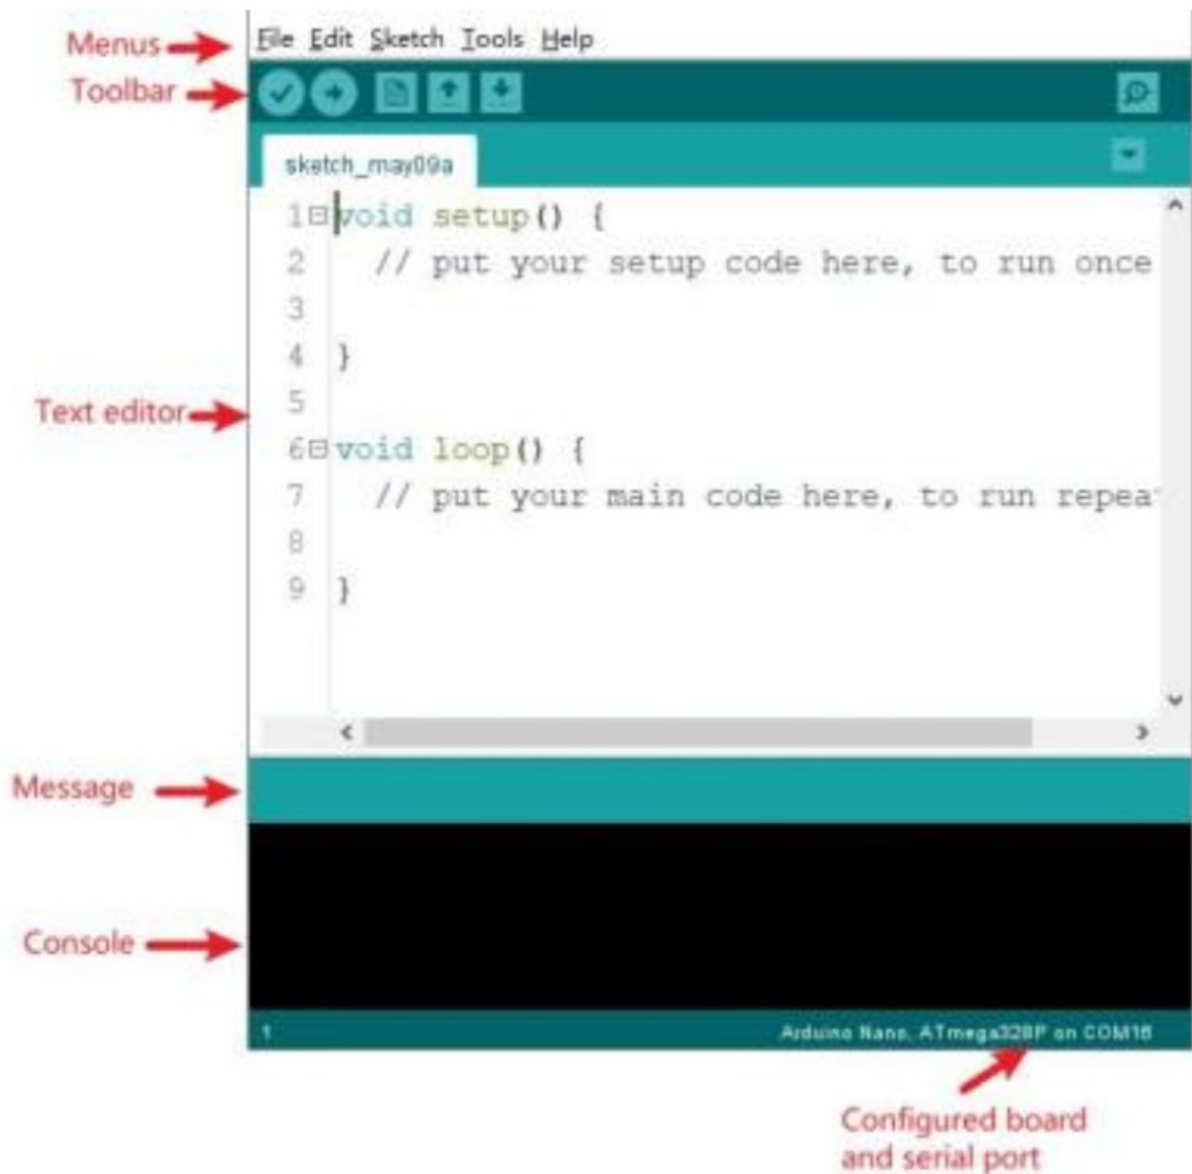 Menus
File Edit Sketch Tools Help
Toolbar
sketch_may09a
1 void setup() {
2 // put your setup code here, to run once
3
4 }
Text editor
5
6 void loop() {
7 // put your main code here, to run repea
8
9 }
Message
Console
1 Arduino Nano, ATmega328P on COM16
Configured board
and serial port